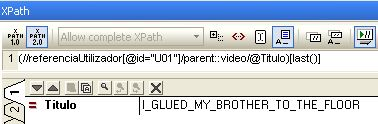 XPath
XPATH 1.0 XPATH 2.0 Allow complete XPath
1 (//referenciaUtilizador[@id="U01"]/parent::video/@Titulo)[last()]
1
2
= Titulo I_GLUED_MY_BROTHER_TO_THE_FLOOR